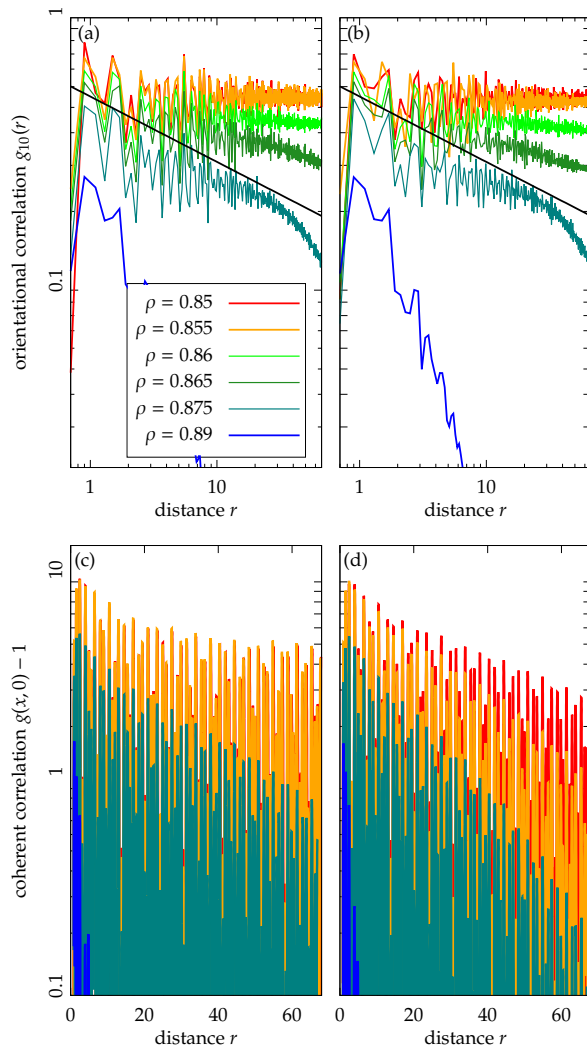 (a)
(b)
orientational correlation g₁₀(r)
1
0.1
ρ = 0.85
ρ = 0.855
ρ = 0.86
ρ = 0.865
ρ = 0.875
ρ = 0.89
1 10 1 10
distance r distance r
(c)
(d)
coherent correlation g(x, 0) − 1
10
1
0.1
0 20 40 60 0 20 40 60
distance r distance r